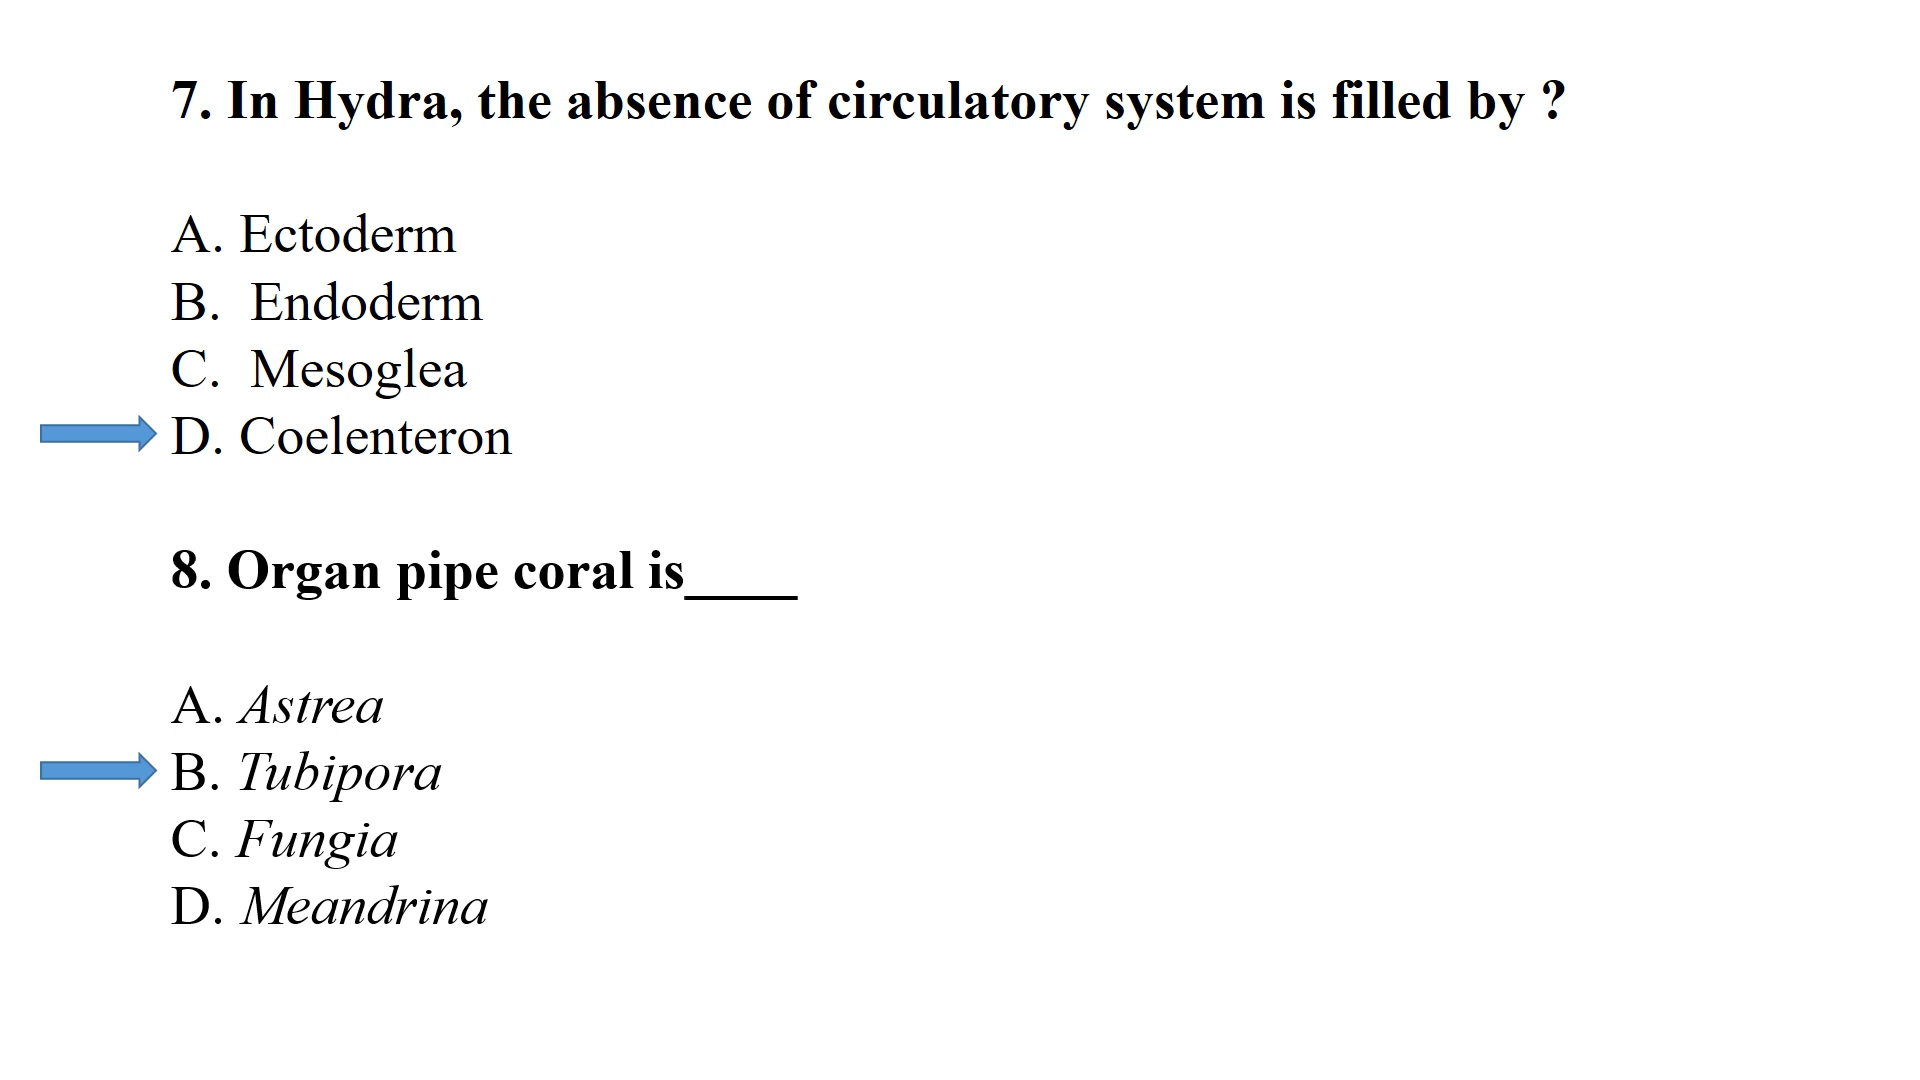 7. In Hydra, the absence of circulatory system is filled by ?
A. Ectoderm
B. Endoderm
C. Mesoglea
D. Coelenteron
8. Organ pipe coral is____
A. Astrea
B. Tubipora
C. Fungia
D. Meandrina